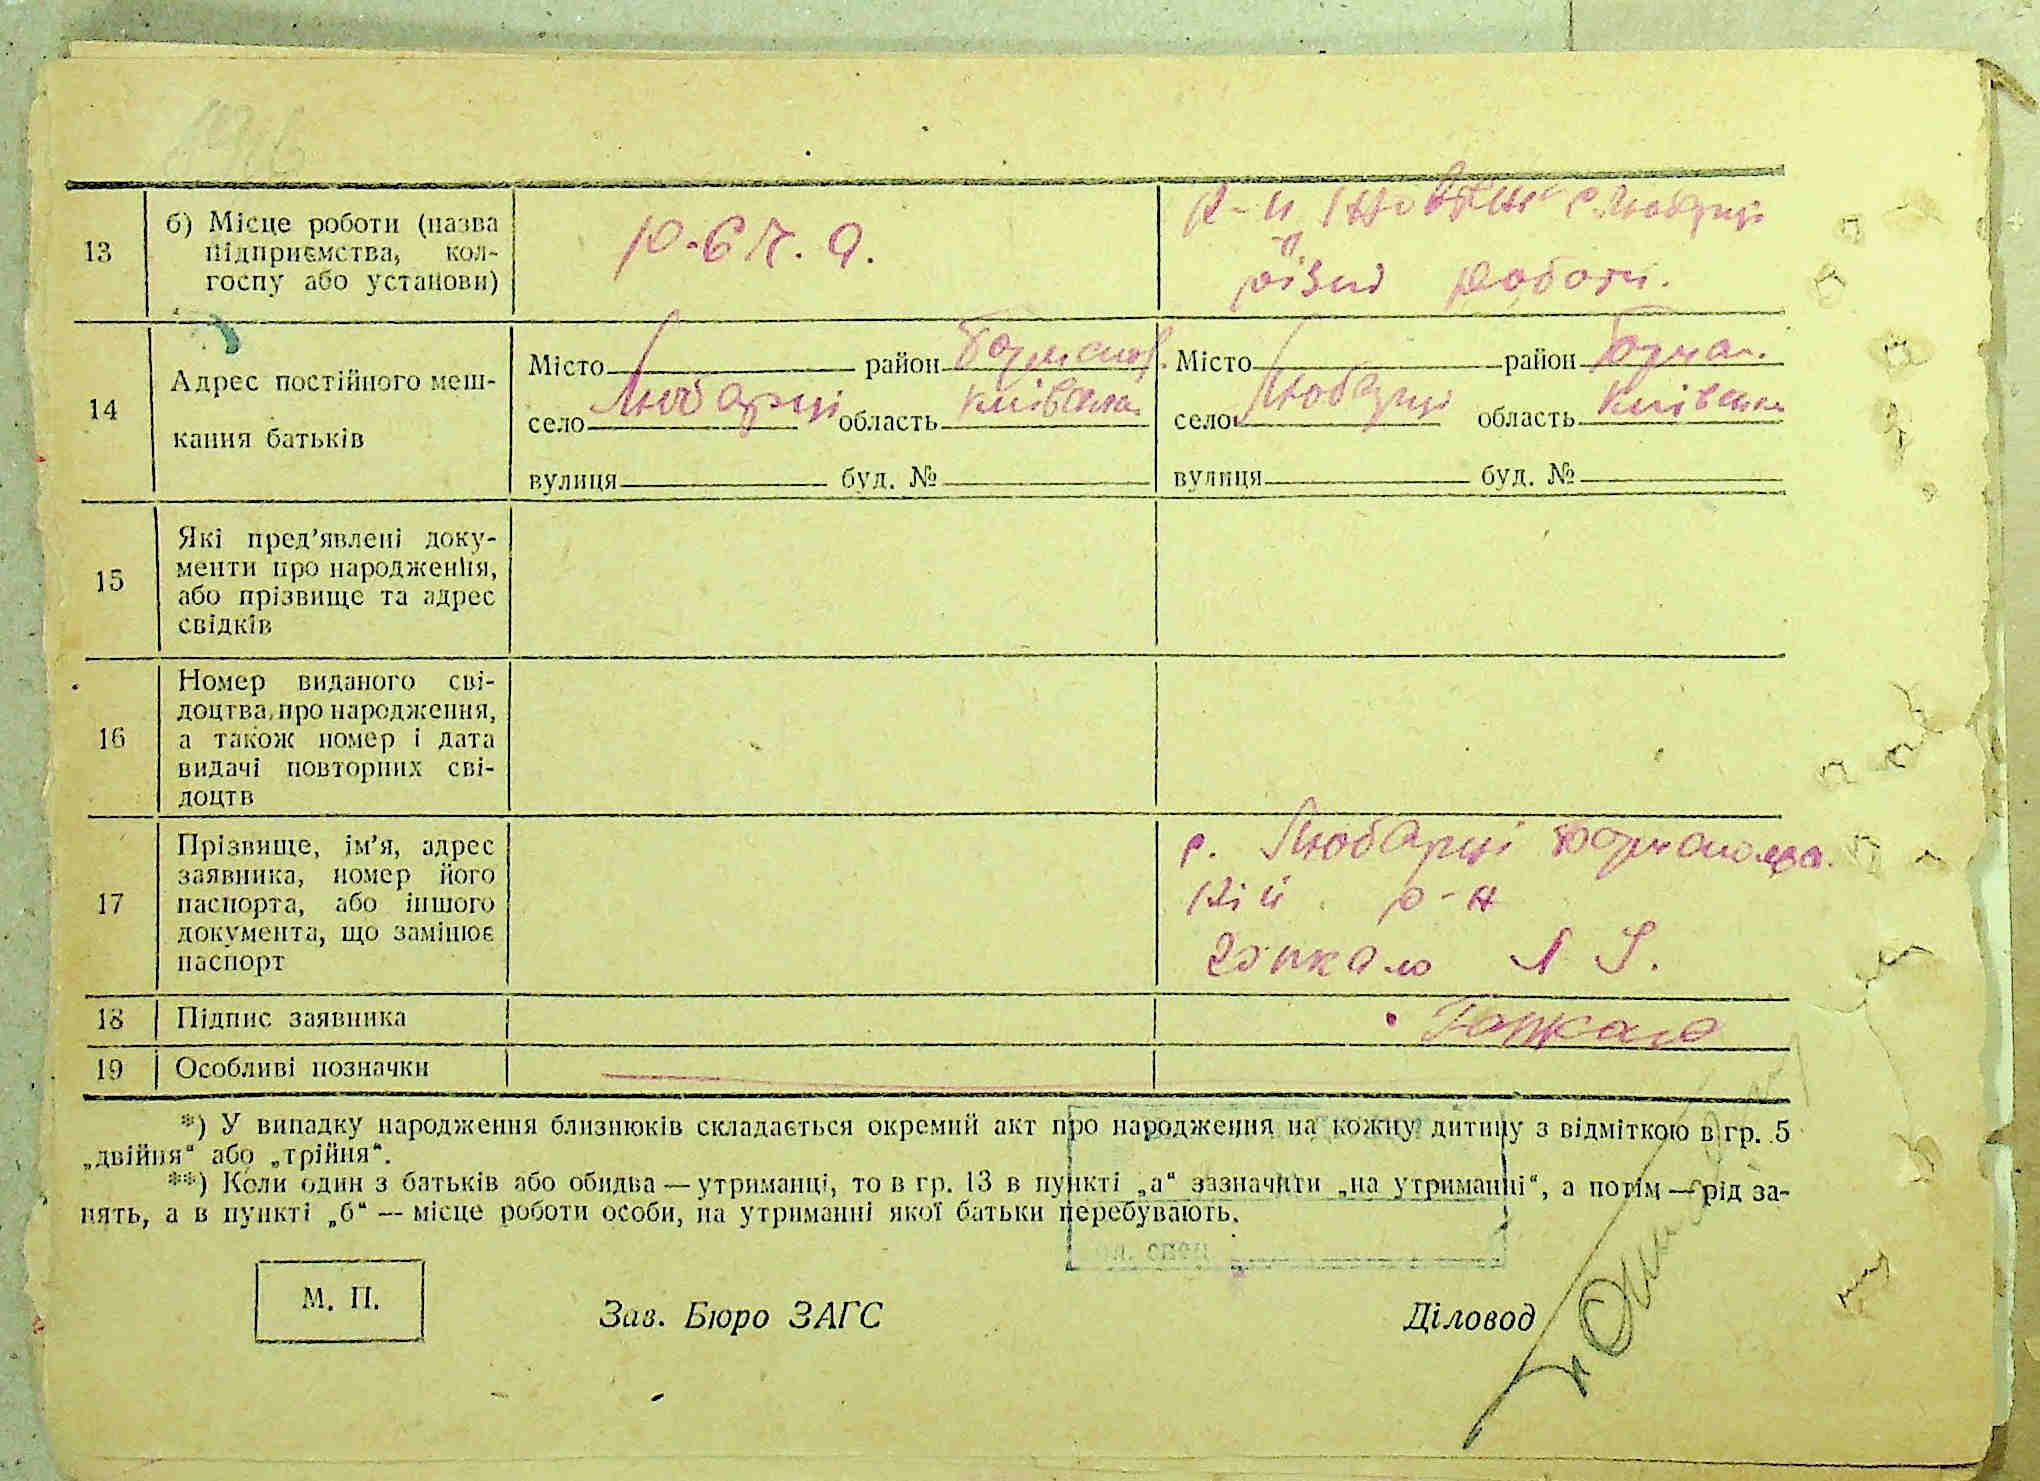 13
б) Місце роботи (назва
підприємства, кол-
госпу або установи)
с. Любарці
різні роботи.
14
Адрес постійного меш-
кання батьків
Місто район
село Любарці область Київська
вулиця буд. №
Місто район Борисп.
село Любарці область Київська
вулиця буд. №
15
Які пред’явлені доку-
менти про народження,
або прізвище та адрес
свідків
16
Номер виданого сві-
доцтва, про народження,
а також номер і дата
видачі повторних сві-
доцтв
17
Прізвище, ім’я, адрес
заявника, номер його
паспорта, або іншого
документа, що замінює
паспорт
с. Любарці
кий р-н
18
Підпис заявника
19
Особливі позначки
*) У випадку народження близнюків складається окремий акт про народження на кожну дитину з відміткою в гр. 5
„двійня“ або „трійня“.
**) Коли один з батьків або обидва — утриманці, то в гр. 13 в пункті „а“ зазначити „на утриманні“, а потім — рід за-
нять, а в пункті „б“ — місце роботи особи, на утриманні якої батьки перебувають.
М. П.
Зав. Бюро ЗАГС
Діловод